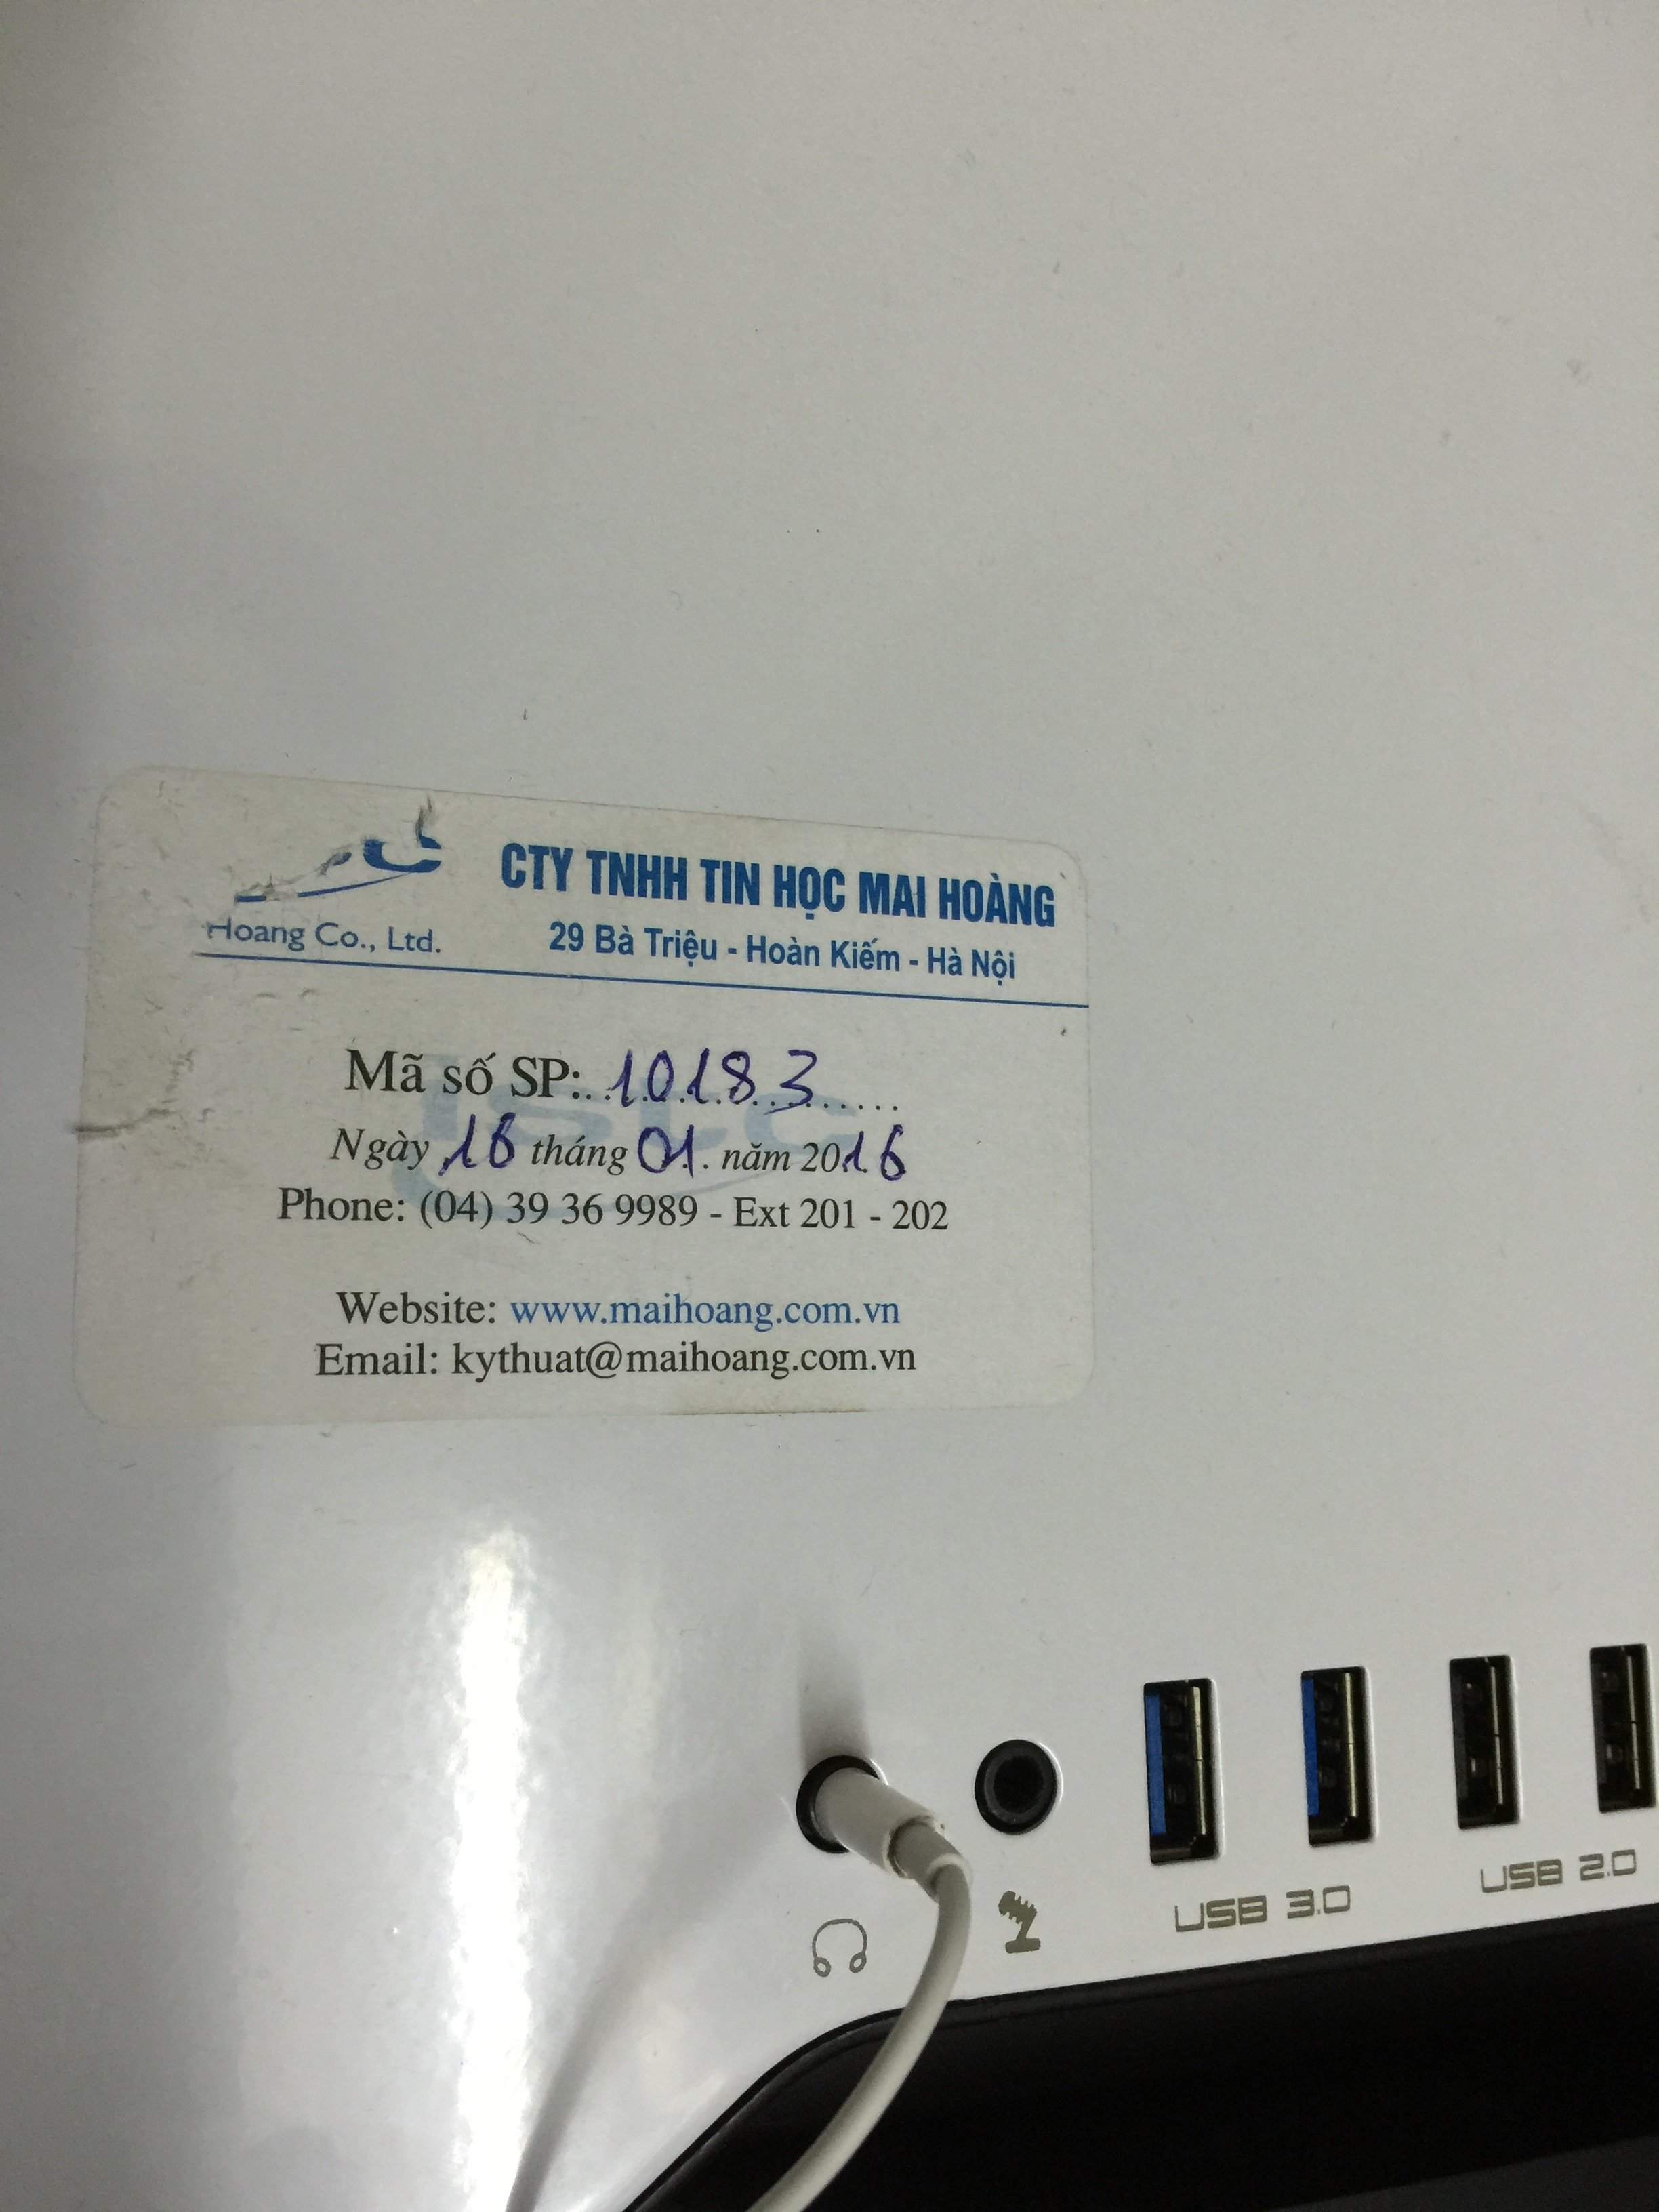 CTY TNHH TIN HỌC MAI HOÀNG
29 Bà Triệu - Hoàn Kiếm - Hà Nội
Hoang Co., Ltd.
Mã số SP:..10183......
Ngày 16 tháng 01. năm 2016
Phone: (04) 39 36 9989 - Ext 201 - 202
Website: www.maihoang.com.vn
Email: kythuat@maihoang.com.vn
USB 3.0
USB 2.0